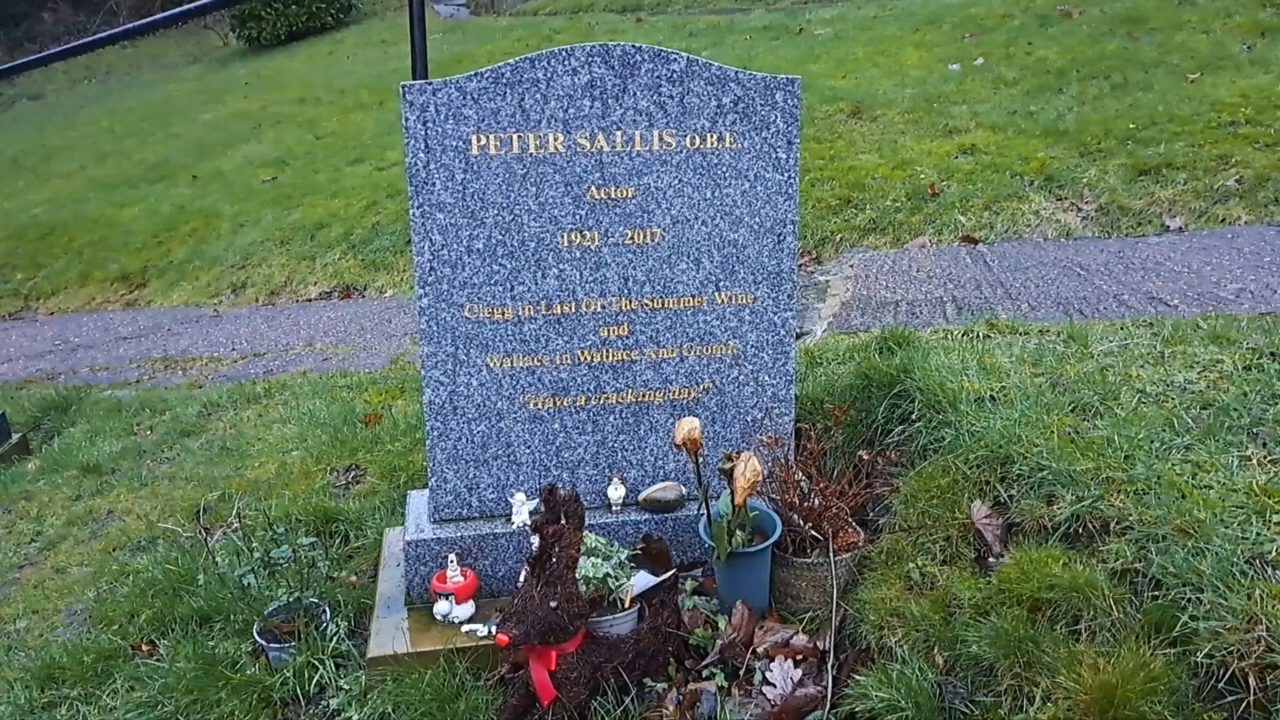 PETER SALLIS O.B.E.
Actor
1921 - 2017
Clegg in Last Of The Summer Wine
and
Wallace in Wallace And Gromit
"Have a cracking day!"